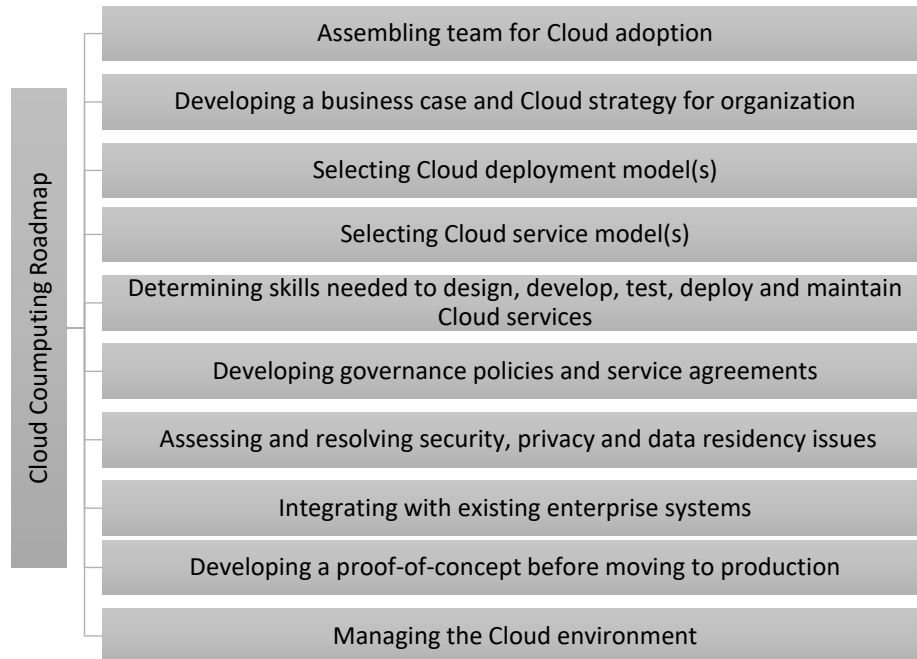 Cloud Coumputing Roadmap
Assembling team for Cloud adoption
Developing a business case and Cloud strategy for organization
Selecting Cloud deployment model(s)
Selecting Cloud service model(s)
Determining skills needed to design, develop, test, deploy and maintain
Cloud services
Developing governance policies and service agreements
Assessing and resolving security, privacy and data residency issues
Integrating with existing enterprise systems
Developing a proof-of-concept before moving to production
Managing the Cloud environment